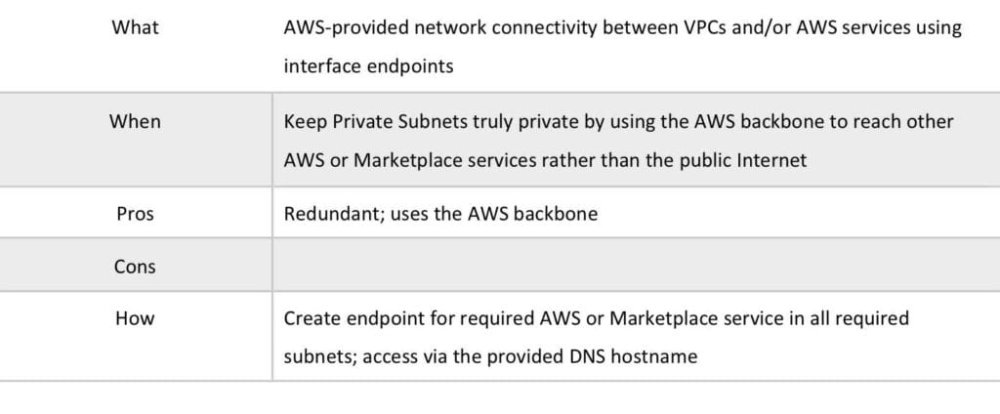 What
AWS-provided network connectivity between VPCs and/or AWS services using
interface endpoints
When
Keep Private Subnets truly private by using the AWS backbone to reach other
AWS or Marketplace services rather than the public Internet
Pros
Redundant; uses the AWS backbone
Cons
How
Create endpoint for required AWS or Marketplace service in all required
subnets; access via the provided DNS hostname